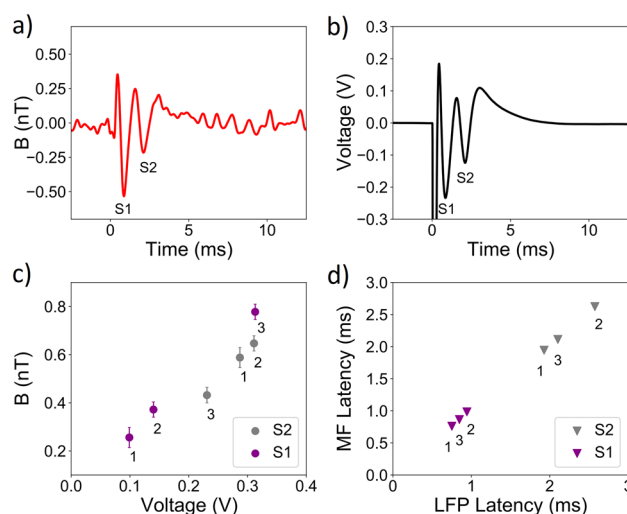 a)
0.50
0.25
0.00
−0.25
−0.50
B (nT)
S1
S2
0
5
10
Time (ms)
b)
0.3
0.2
0.1
0.0
−0.1
−0.2
−0.3
Voltage (V)
S1
S2
0
5
10
Time (ms)
c)
0.8
0.6
0.4
0.2
B (nT)
3
2
1
3
2
1
S2
S1
0.0
0.1
0.2
0.3
0.4
Voltage (V)
d)
3.0
2.5
2.0
1.5
1.0
0.5
0.0
MF Latency (ms)
2
3
1
2
3
1
S2
S1
0
1
2
3
LFP Latency (ms)